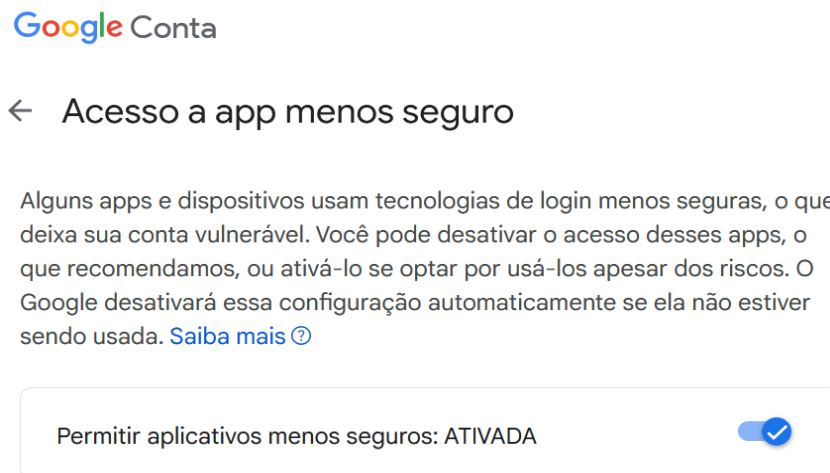 Google Conta
Acesso a app menos seguro
Alguns apps e dispositivos usam tecnologias de login menos seguras, o que
deixa sua conta vulnerável. Você pode desativar o acesso desses apps, o
que recomendamos, ou ativá-lo se optar por usá-los apesar dos riscos. O
Google desativará essa configuração automaticamente se ela não estiver
sendo usada. Saiba mais
Permitir aplicativos menos seguros: ATIVADA